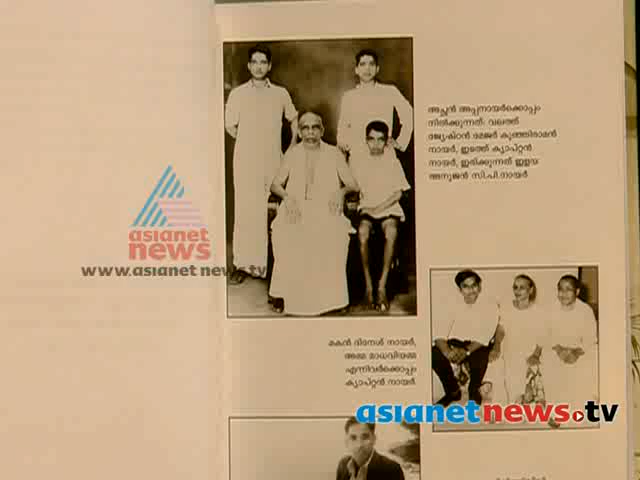 അച്ഛൻ അപ്പനായർക്കൊപ്പം
നിൽക്കുന്നത്: വലത്ത്
ജ്യേഷ്ഠൻ മേജർ കുഞ്ഞിരാമൻ
നായർ, ഇടത്ത് ക്യാപ്റ്റൻ
നായർ, ഇരിക്കുന്നത് ഇളയ
അനുജൻ സി.പി.നായർ
asianet
news
www.asianetnews.tv
മകൻ ദിനേശ് നായർ,
അമ്മ മാധവിയമ്മ
എന്നിവർക്കൊപ്പം
ക്യാപ്റ്റൻ നായർ.
asianetnews.tv